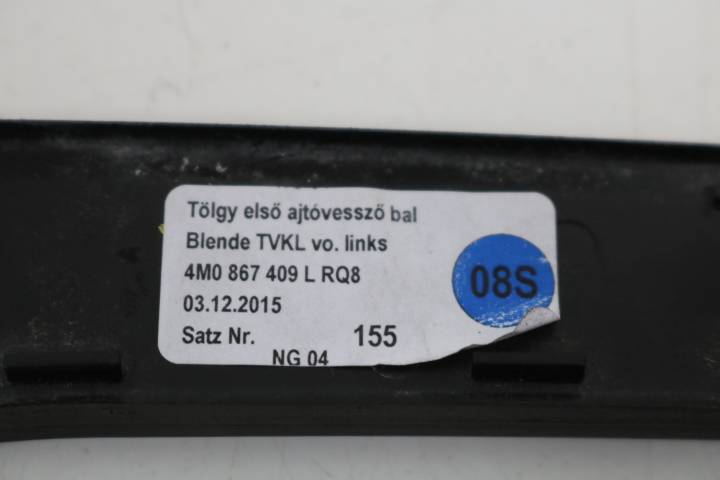 Tölgy első ajtóvessző bal
Blende TVKL vo. links
4M0 867 409 L RQ8
03.12.2015
08S
Satz Nr. 155
NG 04